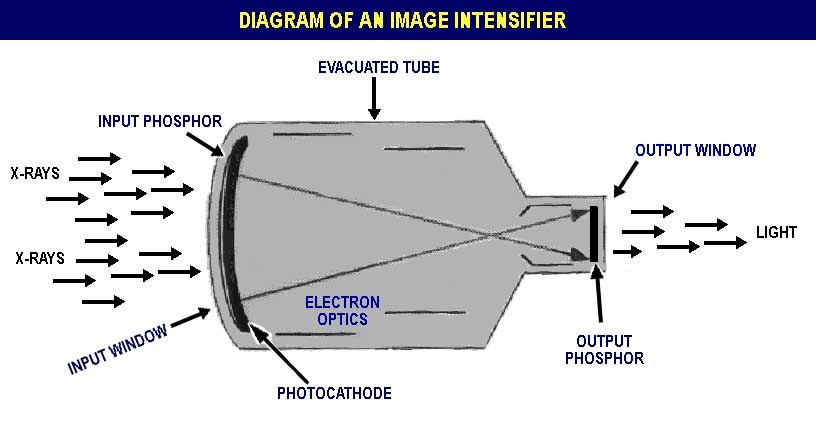 DIAGRAM OF AN IMAGE INTENSIFIER
EVACUATED TUBE
INPUT PHOSPHOR
OUTPUT WINDOW
X-RAYS
LIGHT
X-RAYS
ELECTRON
OPTICS
INPUT WINDOW
OUTPUT
PHOSPHOR
PHOTOCATHODE